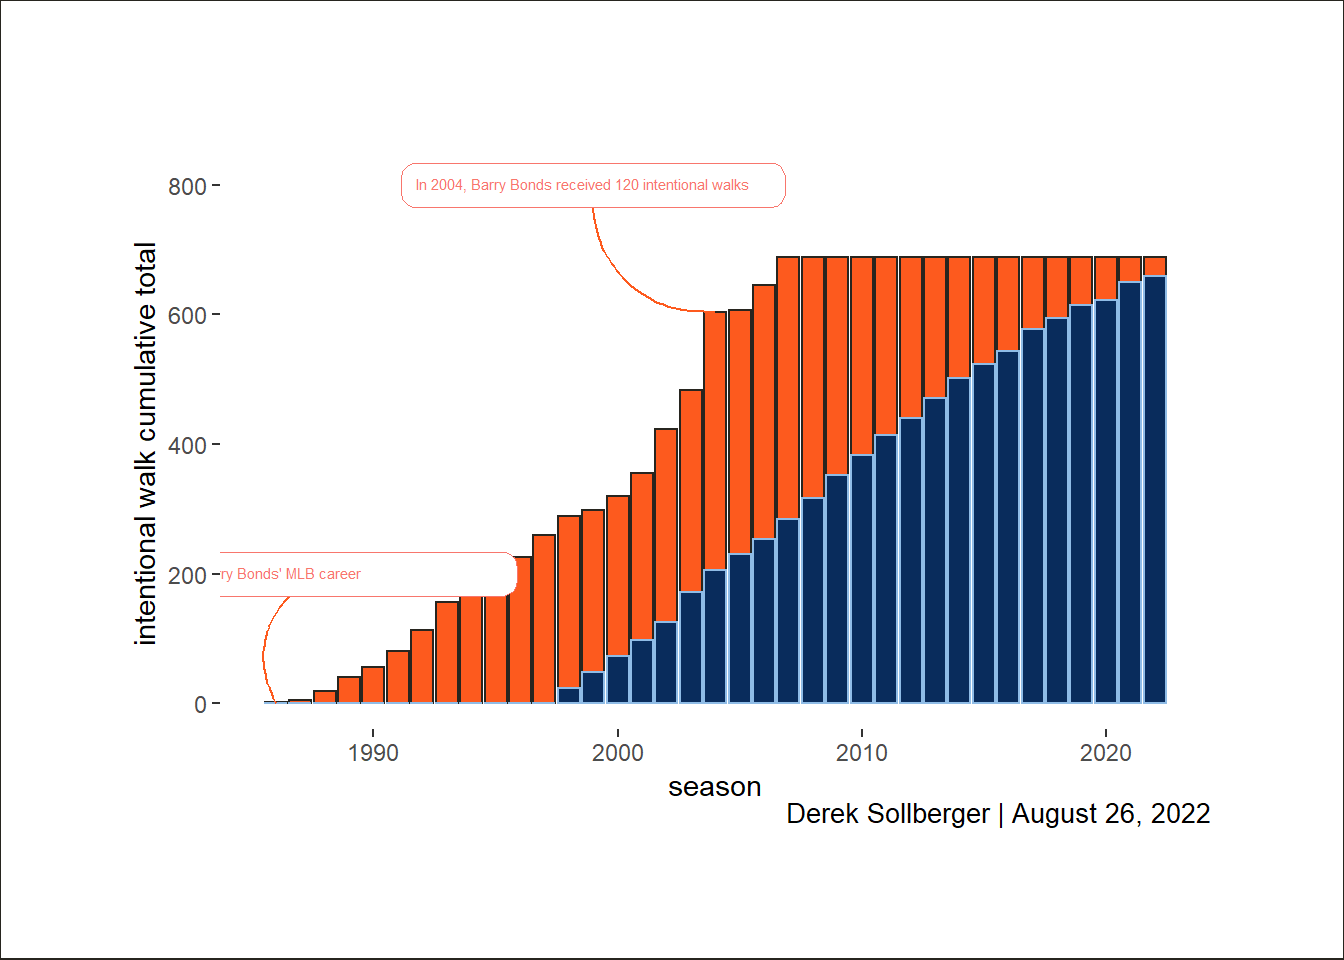 In 2004, Barry Bonds received 120 intentional walks
800
600
400
200
0
intentional walk cumulative total
ry Bonds' MLB career
1990 2000 2010 2020
season
Derek Sollberger | August 26, 2022